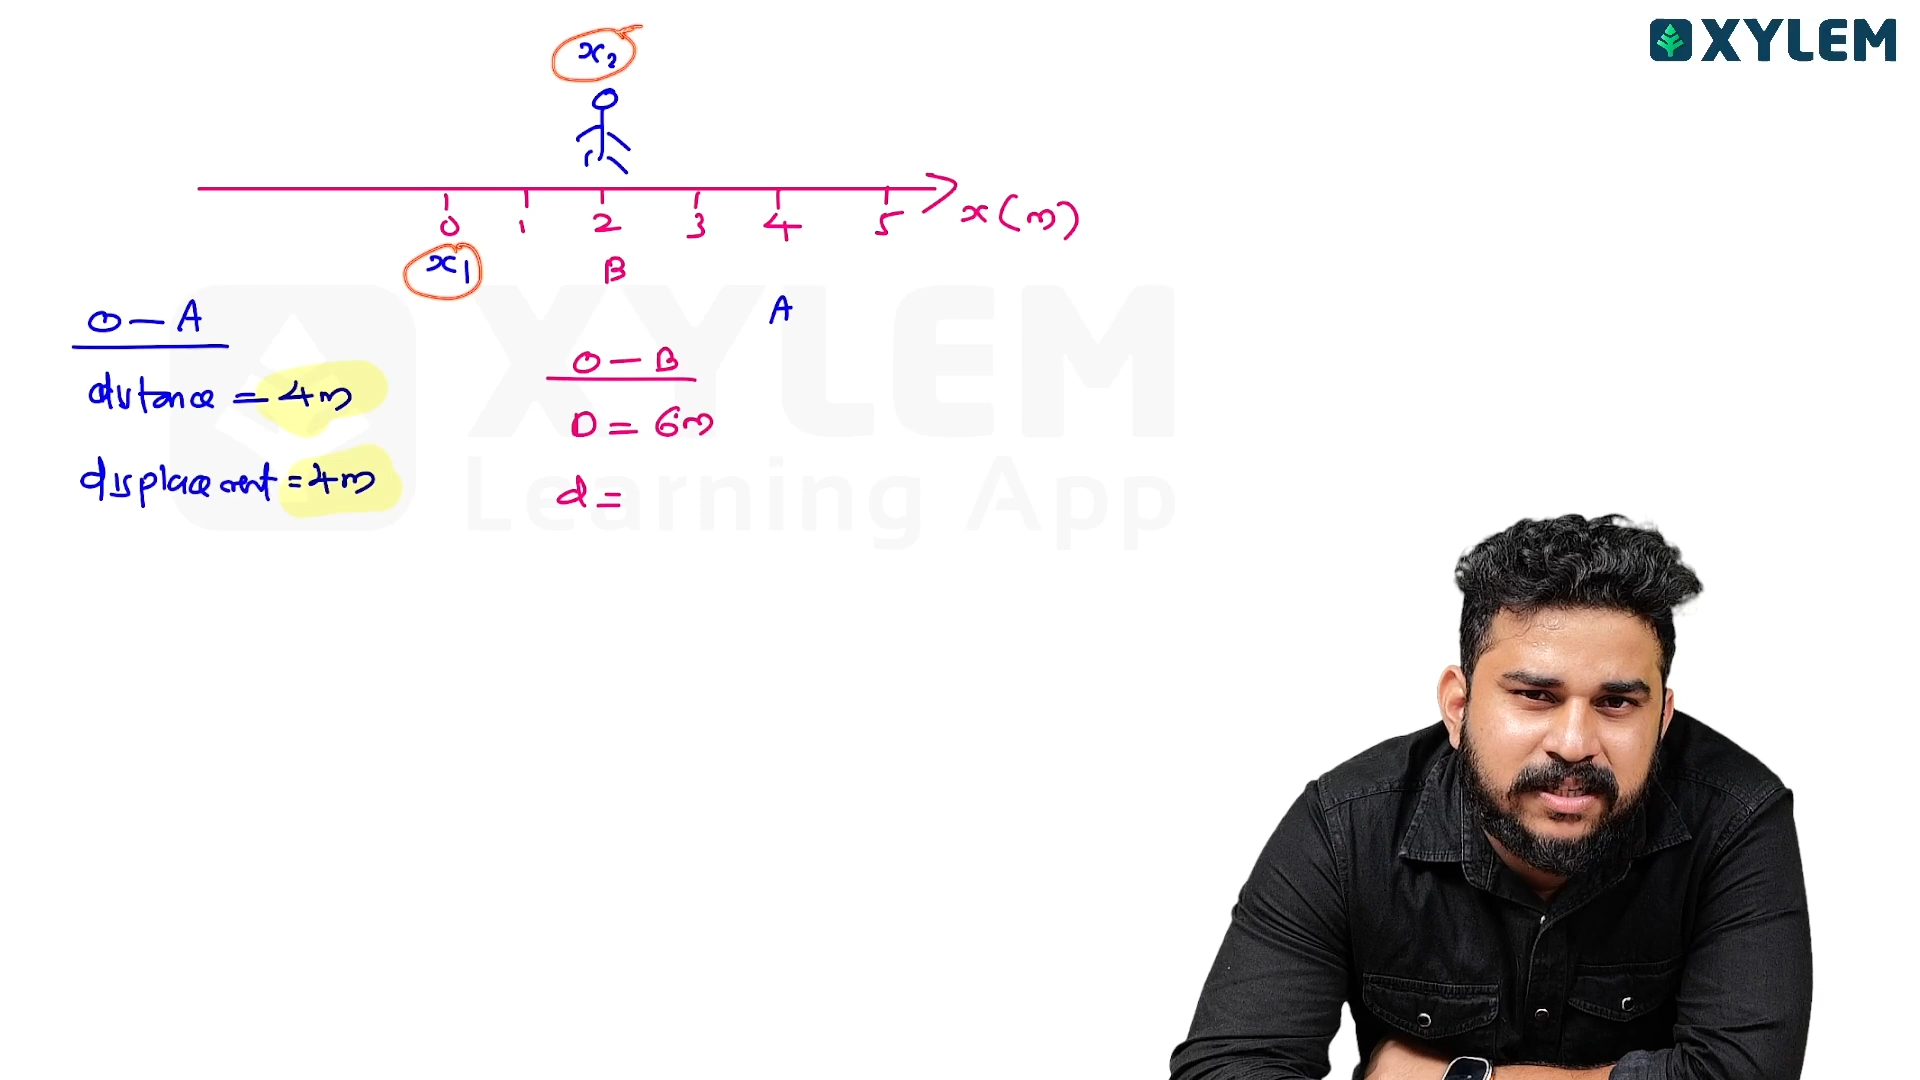 XYLEM
x₂
0 1 2 3 4 5 x(m)
x₁ B
A
O — A
distance = 4m
displacement = 4m
O — B
D = 6m
d =
XYLEM
Learning App